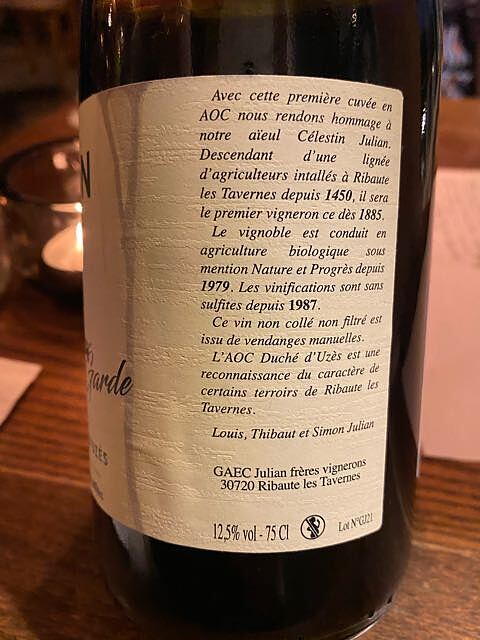 Avec cette première cuvée en
AOC nous rendons hommage à
notre aïeul Célestin Julian.
Descendant d'une lignée
d'agriculteurs intallés à Ribaute
les Tavernes depuis 1450, il sera
le premier vigneron ce dès 1885.
Le vignoble est conduit en
agriculture biologique sous
mention Nature et Progrès depuis
1979. Les vinifications sont sans
sulfites depuis 1987.
Ce vin non collé non filtré est
issu de vendanges manuelles.
L'AOC Duché d'Uzès est une
reconnaissance du caractère de
certains terroirs de Ribaute les
Tavernes.
Louis, Thibaut et Simon Julian
GAEC Julian frères vignerons
30720 Ribaute les Tavernes
12,5% vol - 75 Cl
Lot N°GJ21
N
garde
UZÈS